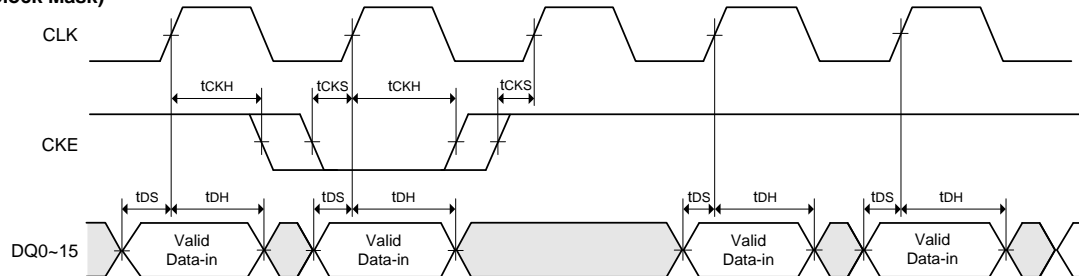 Clock Mask)
CLK
tCKH
tCKS
tCKH
tCKS
CKE
tDS
tDH
tDS
tDH
tDS
tDH
tDS
tDH
DQ0~15
Valid
Data-in
Valid
Data-in
Valid
Data-in
Valid
Data-in